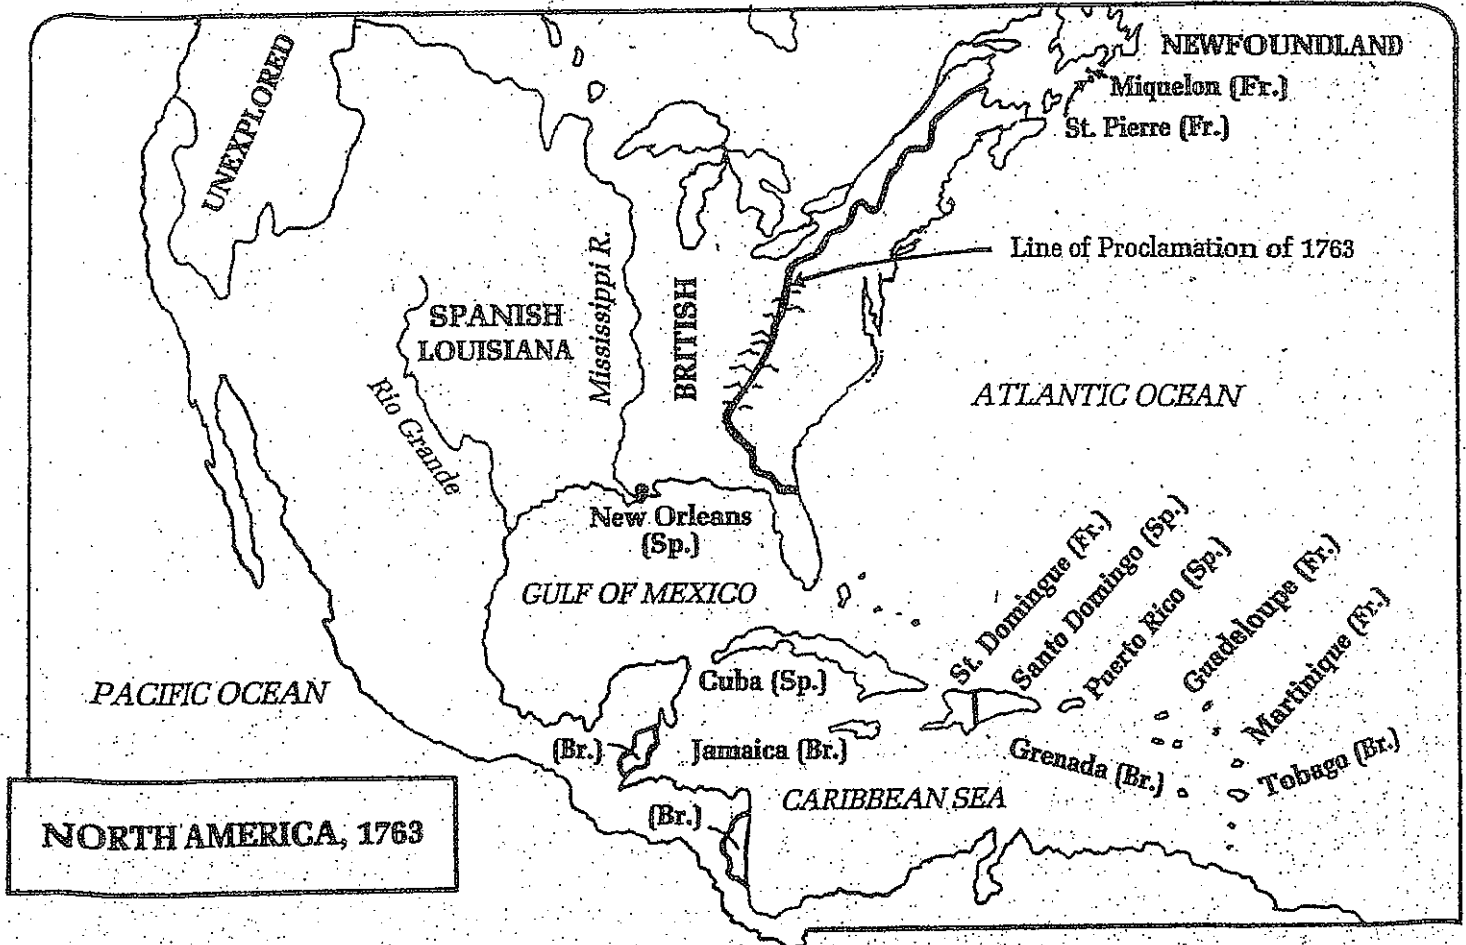 NEWFOUNDLAND
Miquelon (Fr.)
St. Pierre (Fr.)
UNEXPLORED
Line of Proclamation of 1763
SPANISH
LOUISIANA
Mississippi R.
BRITISH
Rio Grande
ATLANTIC OCEAN
New Orleans
(Sp.)
GULF OF MEXICO
St. Domingue (Fr.)
Santo Domingo (Sp.)
Puerto Rico (Sp.)
Guadeloupe (Fr.)
Martinique (Fr.)
PACIFIC OCEAN
Cuba (Sp.)
(Br.)
Jamaica (Br.)
Grenada (Br.)
Tobago (Br.)
CARIBBEAN SEA
(Br.)
NORTH AMERICA, 1763